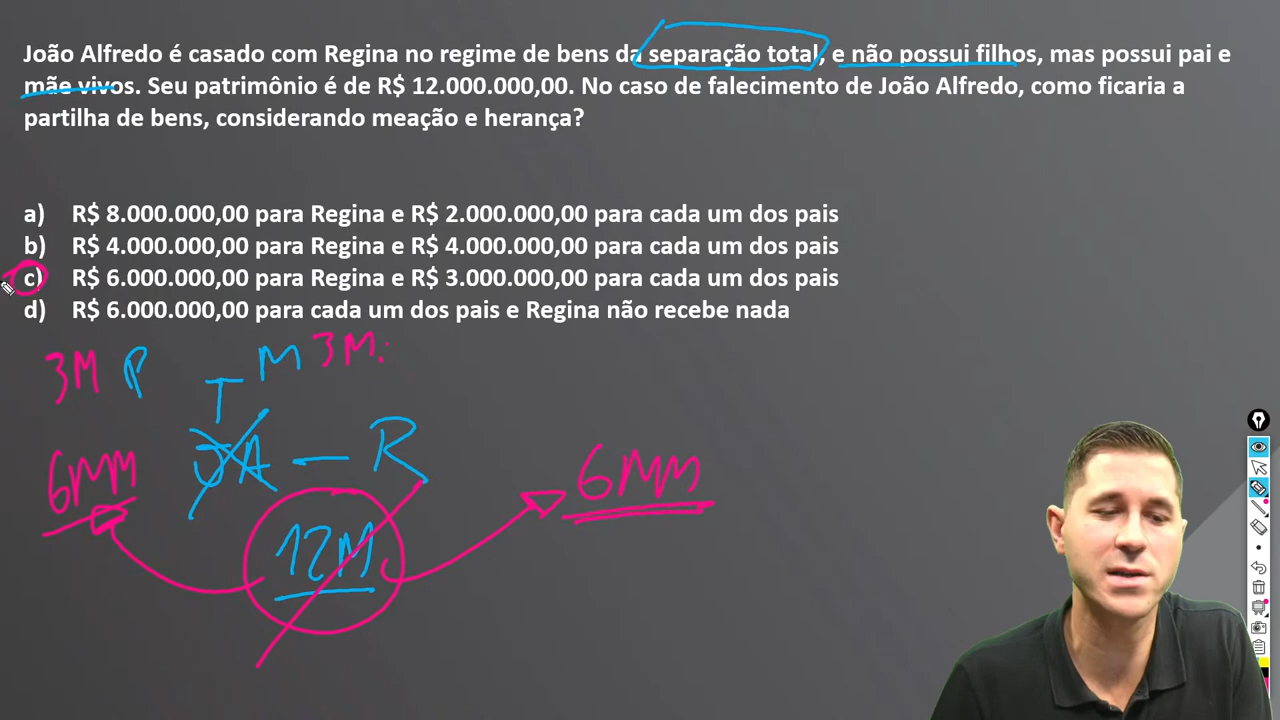 João Alfredo é casado com Regina no regime de bens da separação total, e não possui filhos, mas possui pai e
mãe vivos. Seu patrimônio é de R$ 12.000.000,00. No caso de falecimento de João Alfredo, como ficaria a
partilha de bens, considerando meação e herança?
a) R$ 8.000.000,00 para Regina e R$ 2.000.000,00 para cada um dos pais
b) R$ 4.000.000,00 para Regina e R$ 4.000.000,00 para cada um dos pais
c) R$ 6.000.000,00 para Regina e R$ 3.000.000,00 para cada um dos pais
d) R$ 6.000.000,00 para cada um dos pais e Regina não recebe nada
3M P M 3M
6MM JA — R 6MM
12M